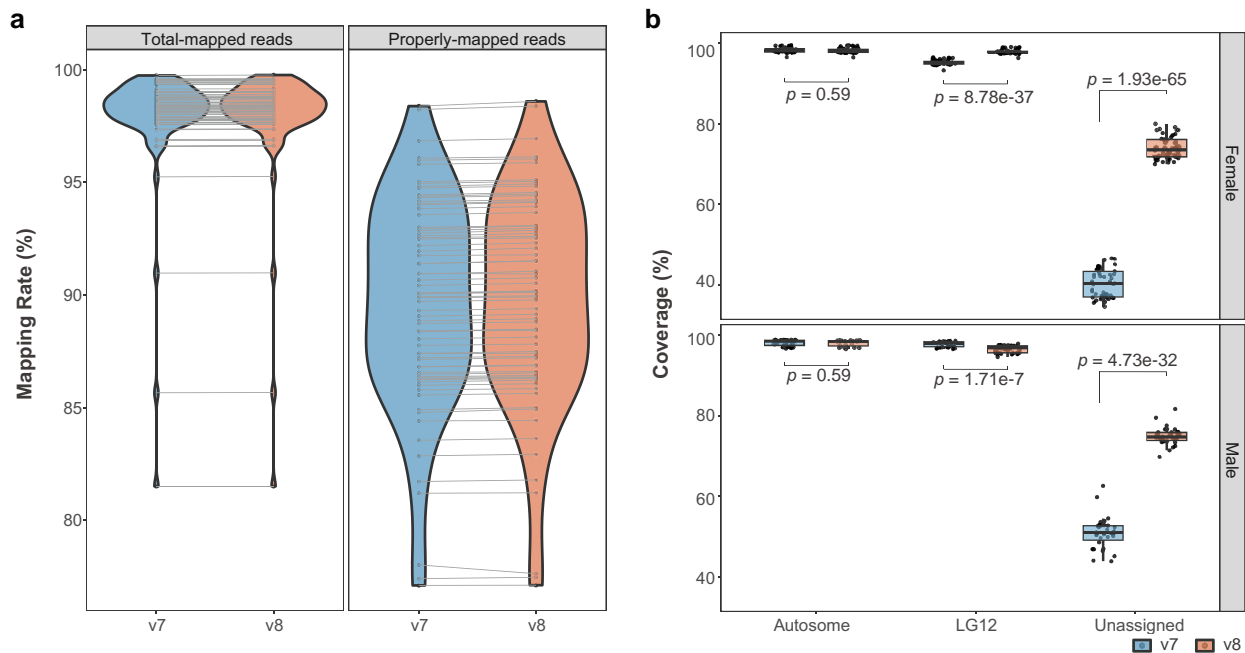 a
Total-mapped reads
Properly-mapped reads
Mapping Rate (%)
100
95
90
85
80
v7
v8
v7
v8
b
Coverage (%)
100
80
60
40
p = 0.59
p = 8.78e-37
p = 1.93e-65
Female
100
80
60
40
p = 0.59
p = 1.71e-7
p = 4.73e-32
Male
Autosome
LG12
Unassigned
v7
v8